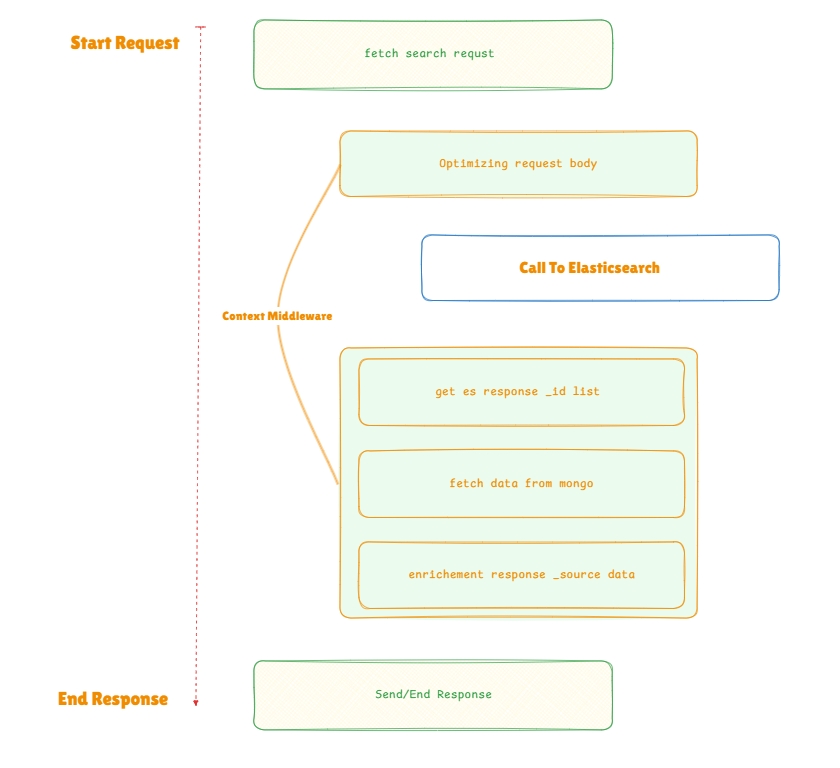 Start Request
fetch search requst
Optimizing request body
Call To Elasticsearch
Context Middleware
get es response _id list
fetch data from mongo
enrichement response _source data
End Response
Send/End Response